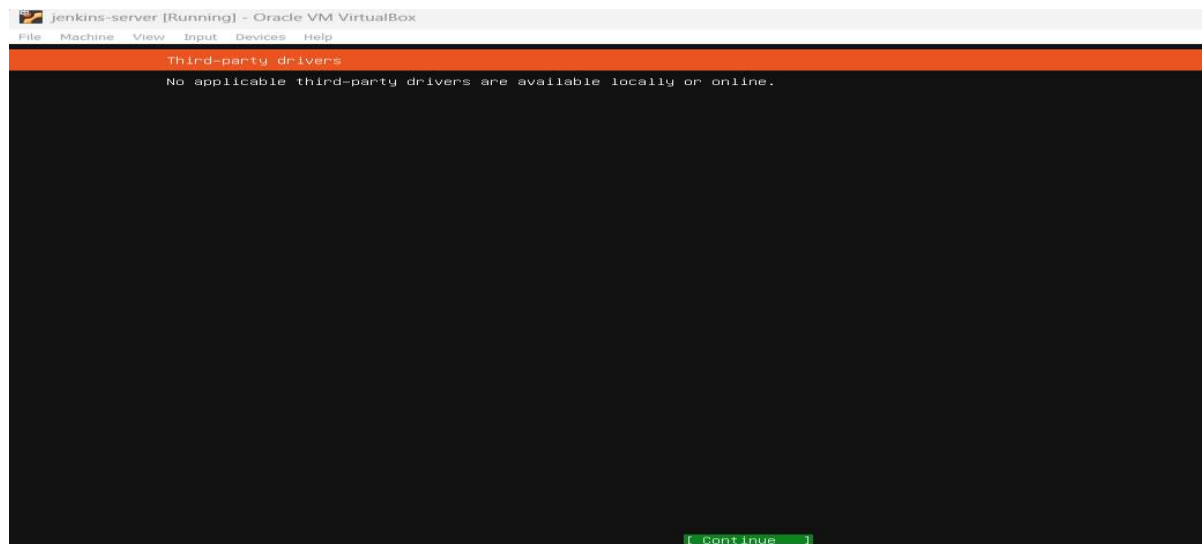 jenkins-server [Running] - Oracle VM VirtualBox
File Machine View Input Devices Help
Third-party drivers
No applicable third-party drivers are available locally or online.
[ Continue ]